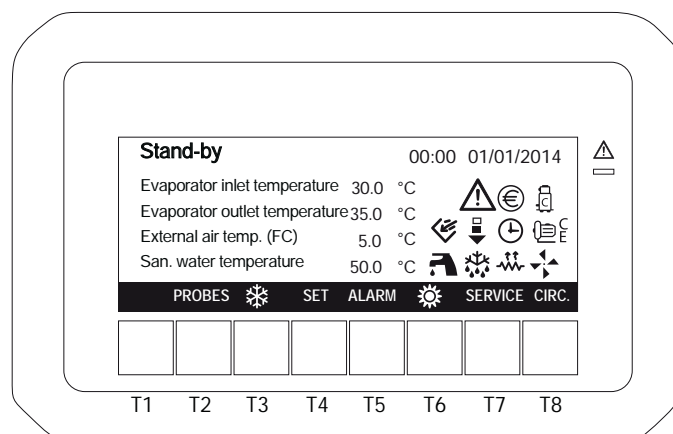 Stand-by 00:00 01/01/2014
Evaporator inlet temperature 30.0 °C
Evaporator outlet temperature 35.0 °C
External air temp. (FC) 5.0 °C
San. water temperature 50.0 °C
€ C
C
E
PROBES SET ALARM SERVICE CIRC.
T1 T2 T3 T4 T5 T6 T7 T8